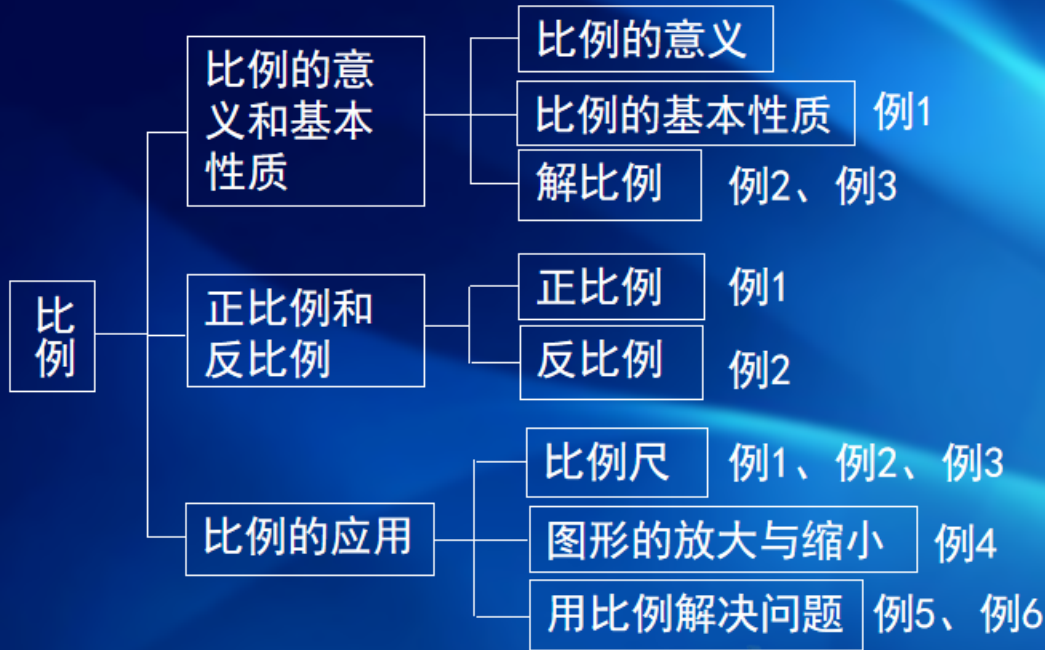 比例
比例的意
义和基本
性质
比例的意义
比例的基本性质 例1
解比例 例2、例3
正比例和
反比例
正比例 例1
反比例 例2
比例的应用
比例尺 例1、例2、例3
图形的放大与缩小 例4
用比例解决问题 例5、例6